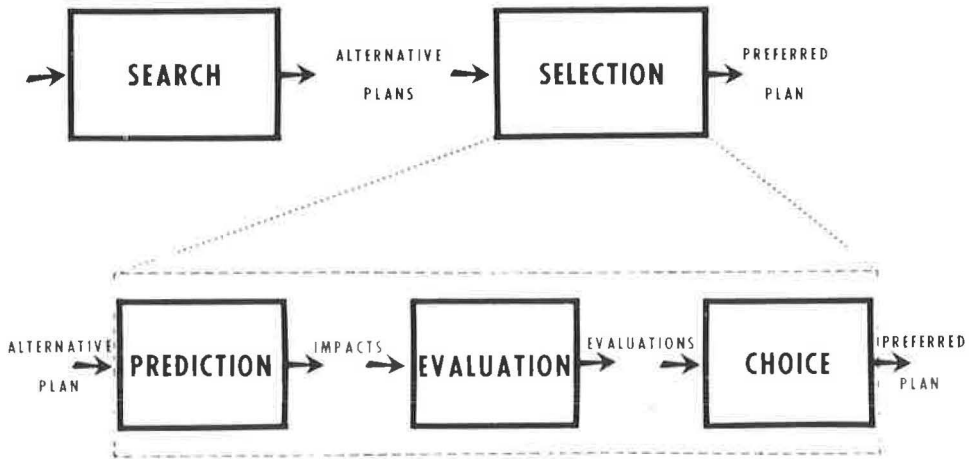 SEARCH
ALTERNATIVE
PLANS
SELECTION
PREFERRED
PLAN
ALTERNATIVE
PLAN
PREDICTION
IMPACTS
EVALUATION
EVALUATIONS
CHOICE
PREFERRED
PLAN